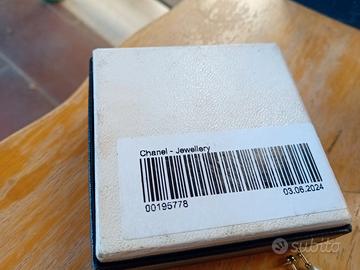 Chanel - Jewellery
00195778
03.06.2024
subito